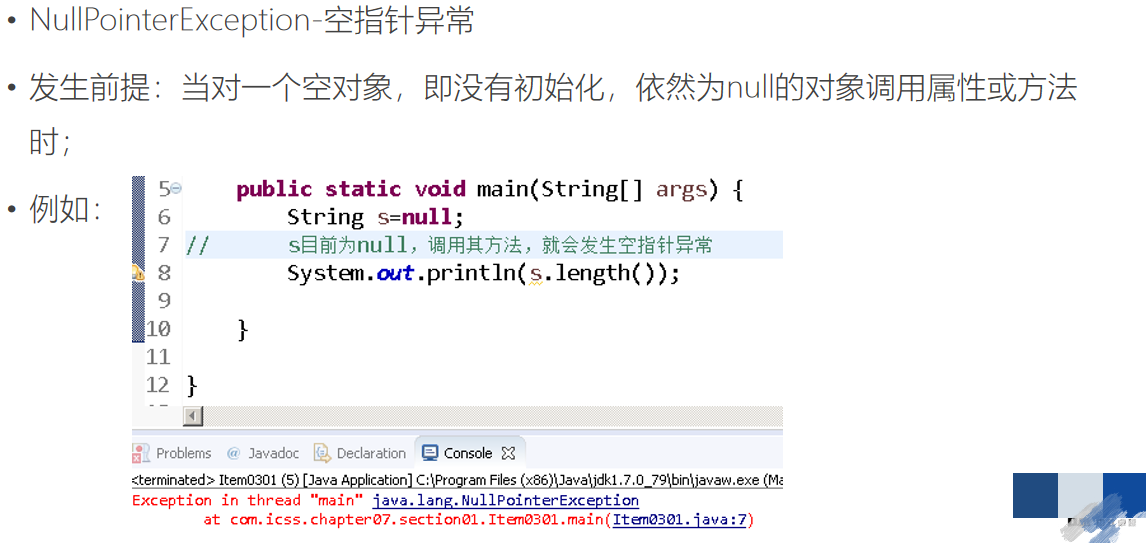 • NullPointerException-空指针异常
• 发生前提：当对一个空对象，即没有初始化，依然为null的对象调用属性或方法
时；
• 例如：
5 public static void main(String[] args) {
6 String s=null;
7 // s目前为null，调用其方法，就会发生空指针异常
8 System.out.println(s.length());
9
10 }
11
12 }
Problems @ Javadoc Declaration Console
<terminated> Item0301 (5) [Java Application] C:\Program Files (x86)\Java\jdk1.7.0_79\bin\javaw.exe (Ma
Exception in thread "main" java.lang.NullPointerException
at com.icss.chapter07.section01.Item0301.main(Item0301.java:7)